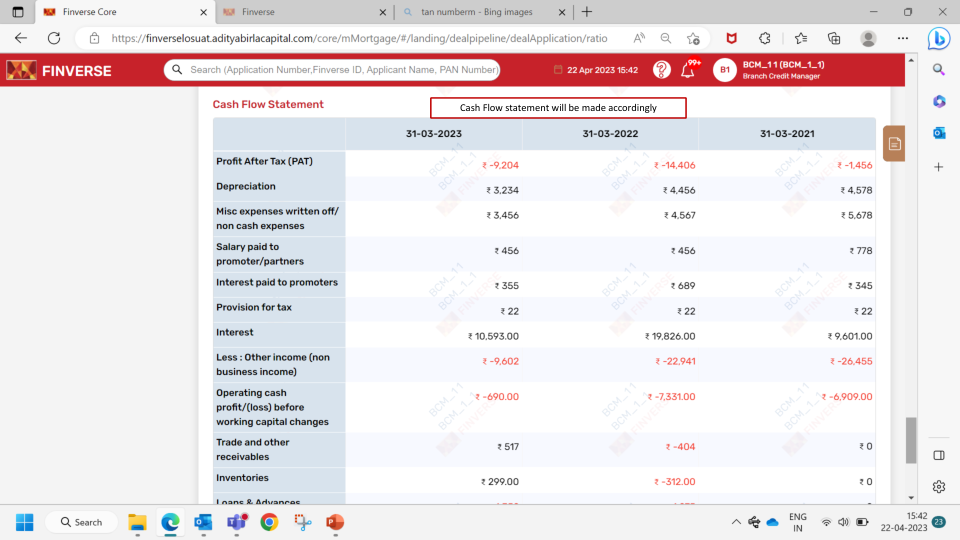 Finverse Core
Finverse
tan numberm - Bing images
https://finverselosuat.adityabirlacapital.com/core/mMortgage/#/landing/dealpipeline/dealApplication/ratio
FINVERSE
Search (Application Number,Finverse ID, Applicant Name, PAN Number)
22 Apr 2023 15:42
?
99+
B1
BCM_1 1 (BCM_1_1)
Branch Credit Manager
Cash Flow Statement
Cash Flow statement will be made accordingly
31-03-2023 31-03-2022 31-03-2021
Profit After Tax (PAT) ₹ -9,204 ₹ -14,406 ₹ -1,456
Depreciation ₹ 3,234 ₹ 4,456 ₹ 4,578
Misc expenses written off/
non cash expenses ₹ 3,456 ₹ 4,567 ₹ 5,678
Salary paid to
promoter/partners ₹ 456 ₹ 456 ₹ 778
Interest paid to promoters ₹ 355 ₹ 689 ₹ 345
Provision for tax ₹ 22 ₹ 22 ₹ 22
Interest ₹ 10,593.00 ₹ 19,826.00 ₹ 9,601.00
Less : Other income (non
business income) ₹ -9,602 ₹ -22,941 ₹ -26,455
Operating cash
profit/(loss) before
working capital changes ₹ -690.00 ₹ -7,331.00 ₹ -6,909.00
Trade and other
receivables ₹ 517 ₹ -404 ₹ 0
Inventories ₹ 299.00 ₹ -312.00 ₹ 0
Loans & Advances
BCM_1 1
BCM_1_1
FINVERSE
Search
ENG
IN
15:42
22-04-2023
23